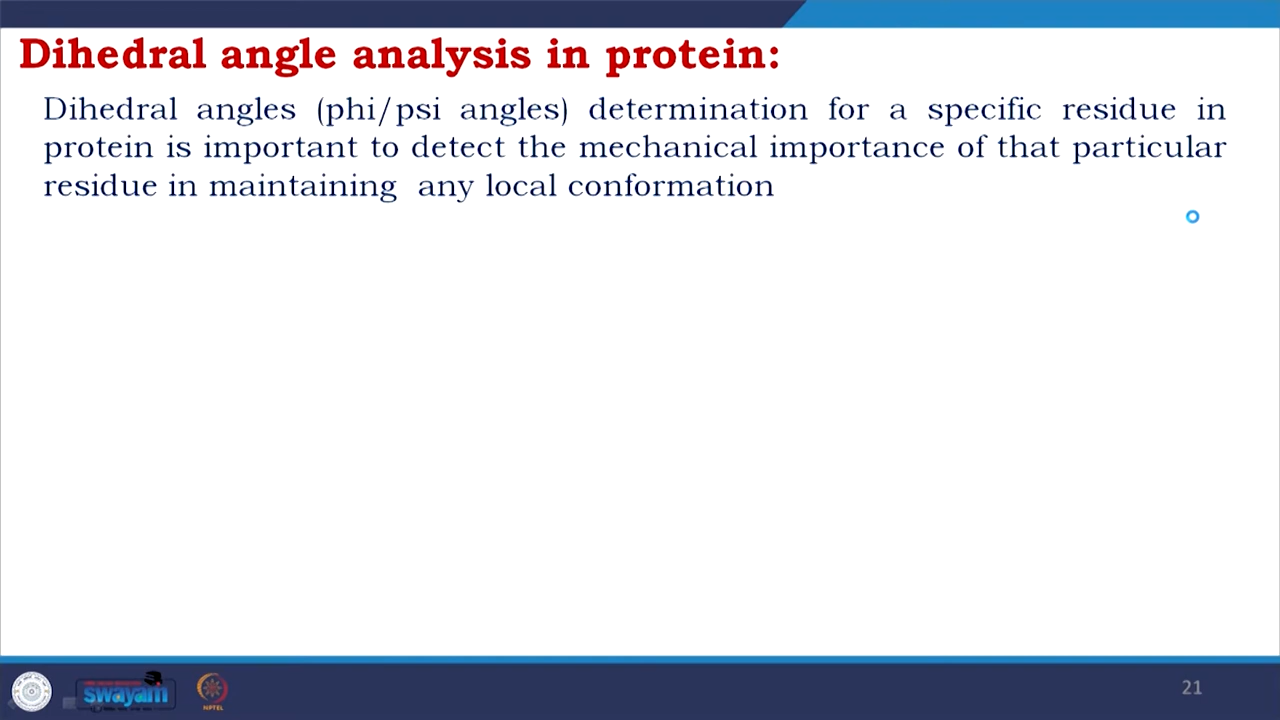 Dihedral angle analysis in protein:
Dihedral angles (phi/psi angles) determination for a specific residue in
protein is important to detect the mechanical importance of that particular
residue in maintaining any local conformation
swayam
NPTEL
21